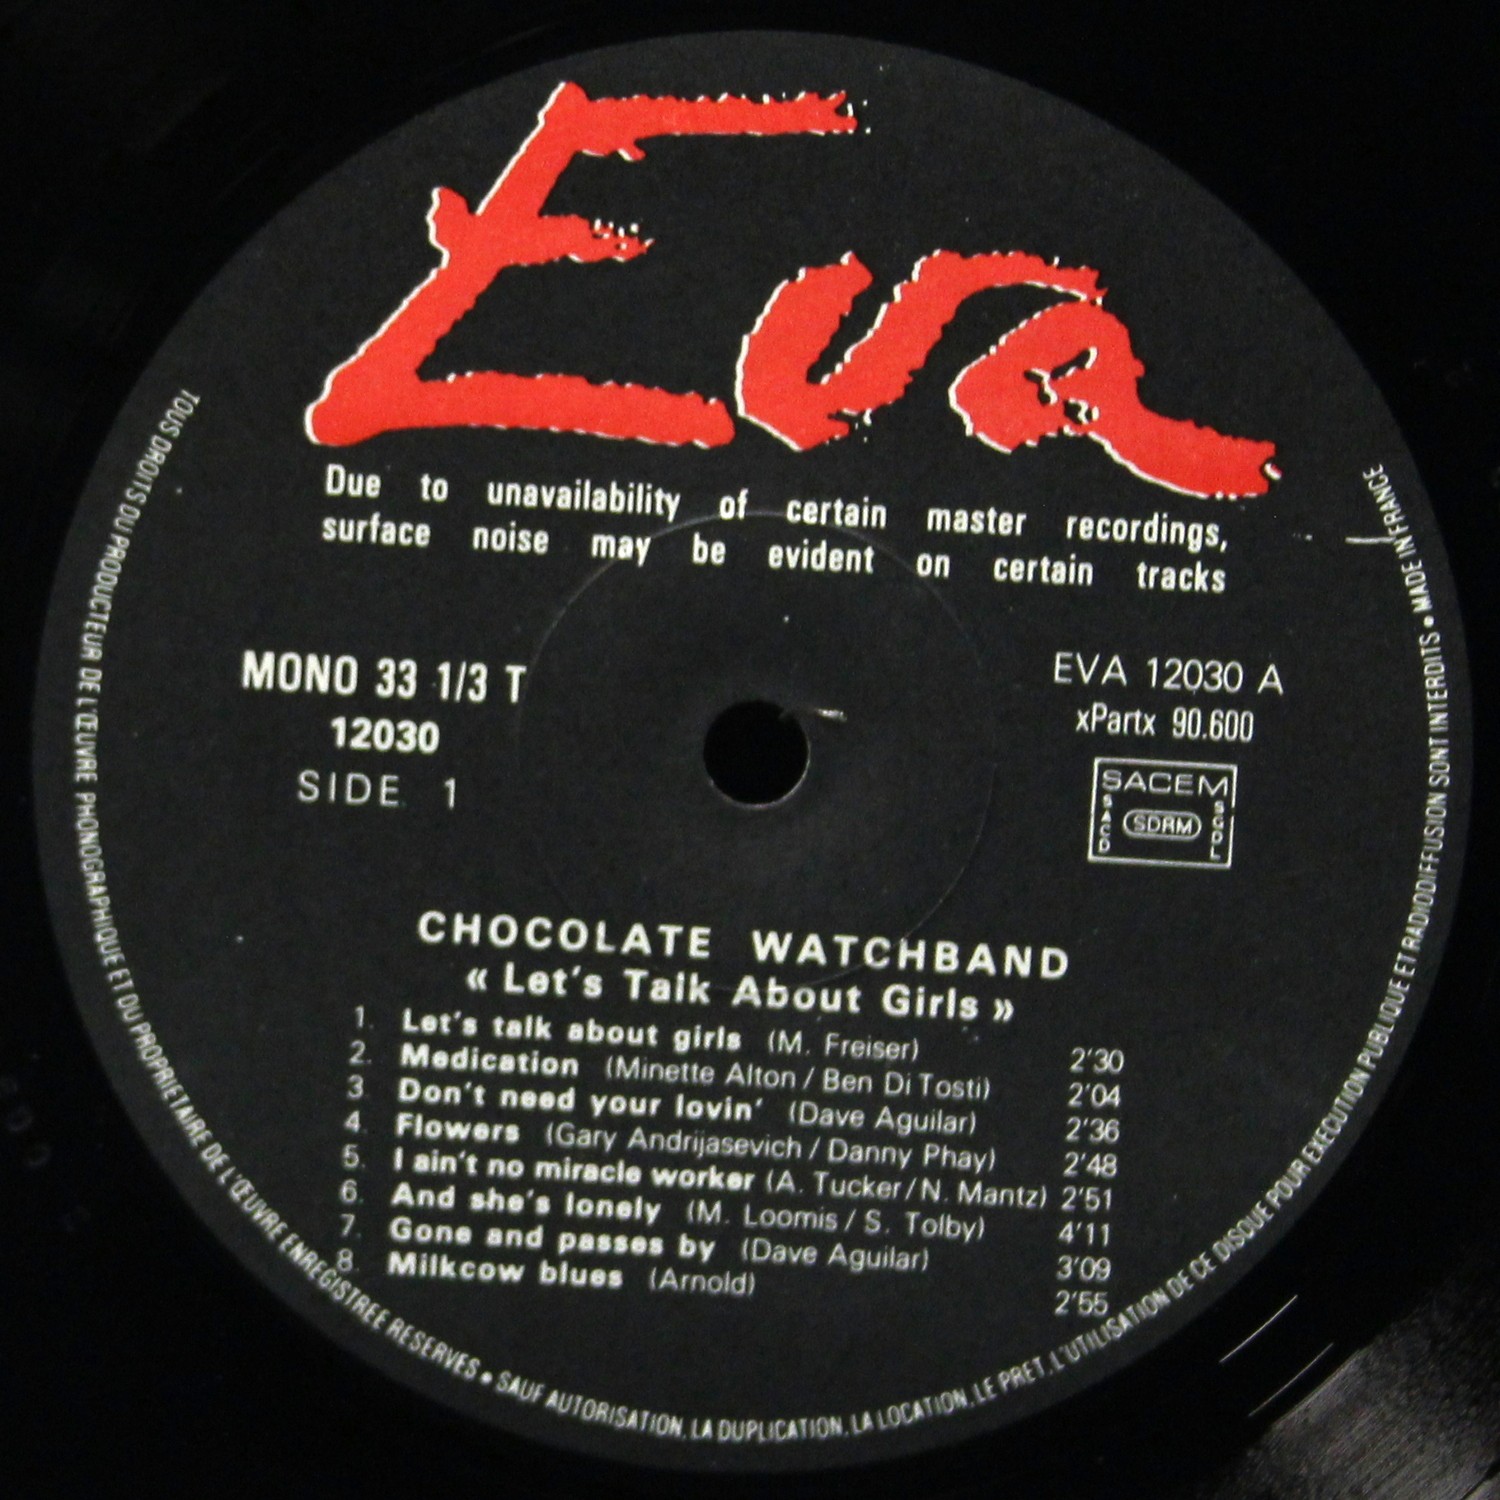 Eva
Due to unavailability of certain master recordings,
surface noise may be evident on certain tracks
MONO 33 1/3 T
12030
SIDE 1
EVA 12030 A
xPartx 90.600
SACEM
SACD
SDRM
SGDL
CHOCOLATE WATCHBAND
« Let's Talk About Girls »
1. Let's talk about girls (M. Freiser) 2'30
2. Medication (Minette Alton / Ben Di Tosti) 2'04
3. Don't need your lovin' (Dave Aguilar) 2'36
4. Flowers (Gary Andrijasevich / Danny Phay) 2'48
5. I ain't no miracle worker (A. Tucker / N. Mantz) 2'51
6. And she's lonely (M. Loomis / S. Tolby) 4'11
7. Gone and passes by (Dave Aguilar) 3'09
8. Milkcow blues (Arnold) 2'55
TOUS DROITS DU PRODUCTEUR DE L'ŒUVRE PHONOGRAPHIQUE ET DU PROPRIETAIRE DE L'ŒUVRE ENREGISTREE RESERVES • SAUF AUTORISATION, LA DUPLICATION, LA LOCATION, LE PRET, L'UTILISATION DE CE DISQUE POUR EXECUTION PUBLIQUE ET RADIODIFFUSION SONT INTERDITS • MADE IN FRANCE